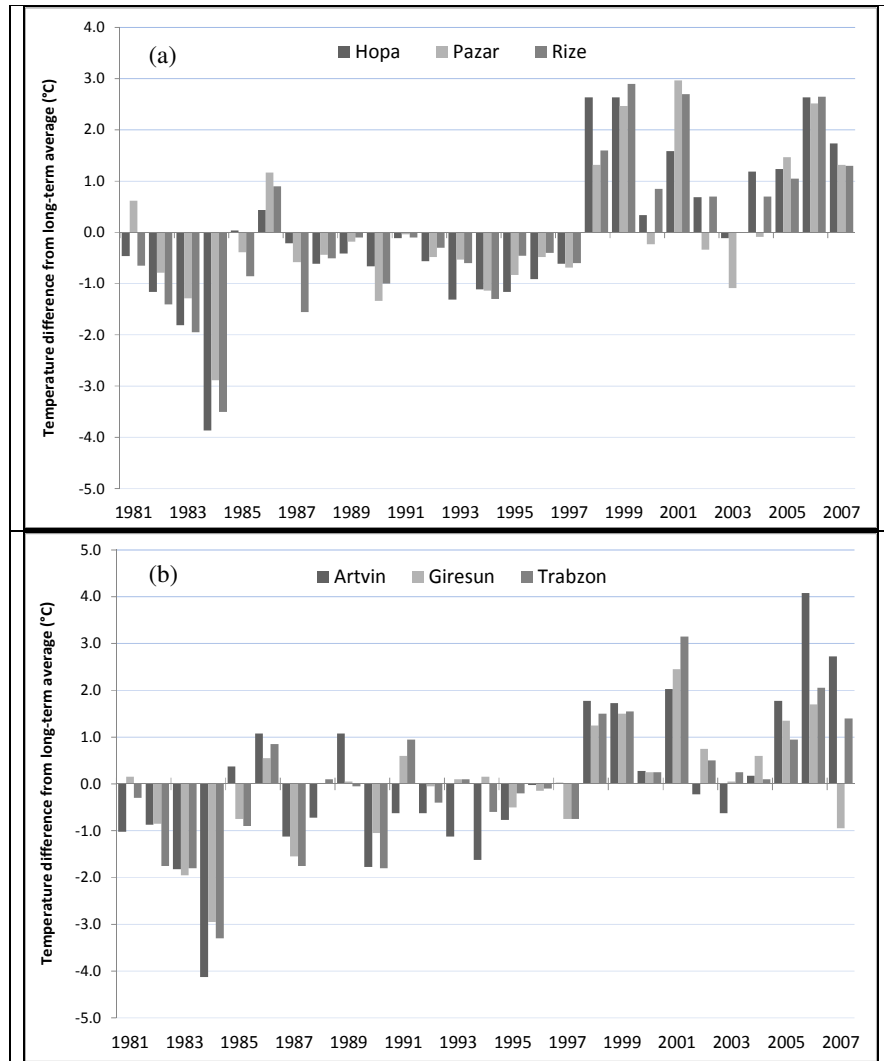 4.0
(a)
Hopa Pazar Rize
3.0
2.0
1.0
0.0
-1.0
-2.0
-3.0
-4.0
-5.0
Temperature difference from long-term average (°C)
1981 1983 1985 1987 1989 1991 1993 1995 1997 1999 2001 2003 2005 2007
5.0
(b)
Artvin Giresun Trabzon
4.0
3.0
2.0
1.0
0.0
-1.0
-2.0
-3.0
-4.0
-5.0
Temperature difference from long-term average (°C)
1981 1983 1985 1987 1989 1991 1993 1995 1997 1999 2001 2003 2005 2007